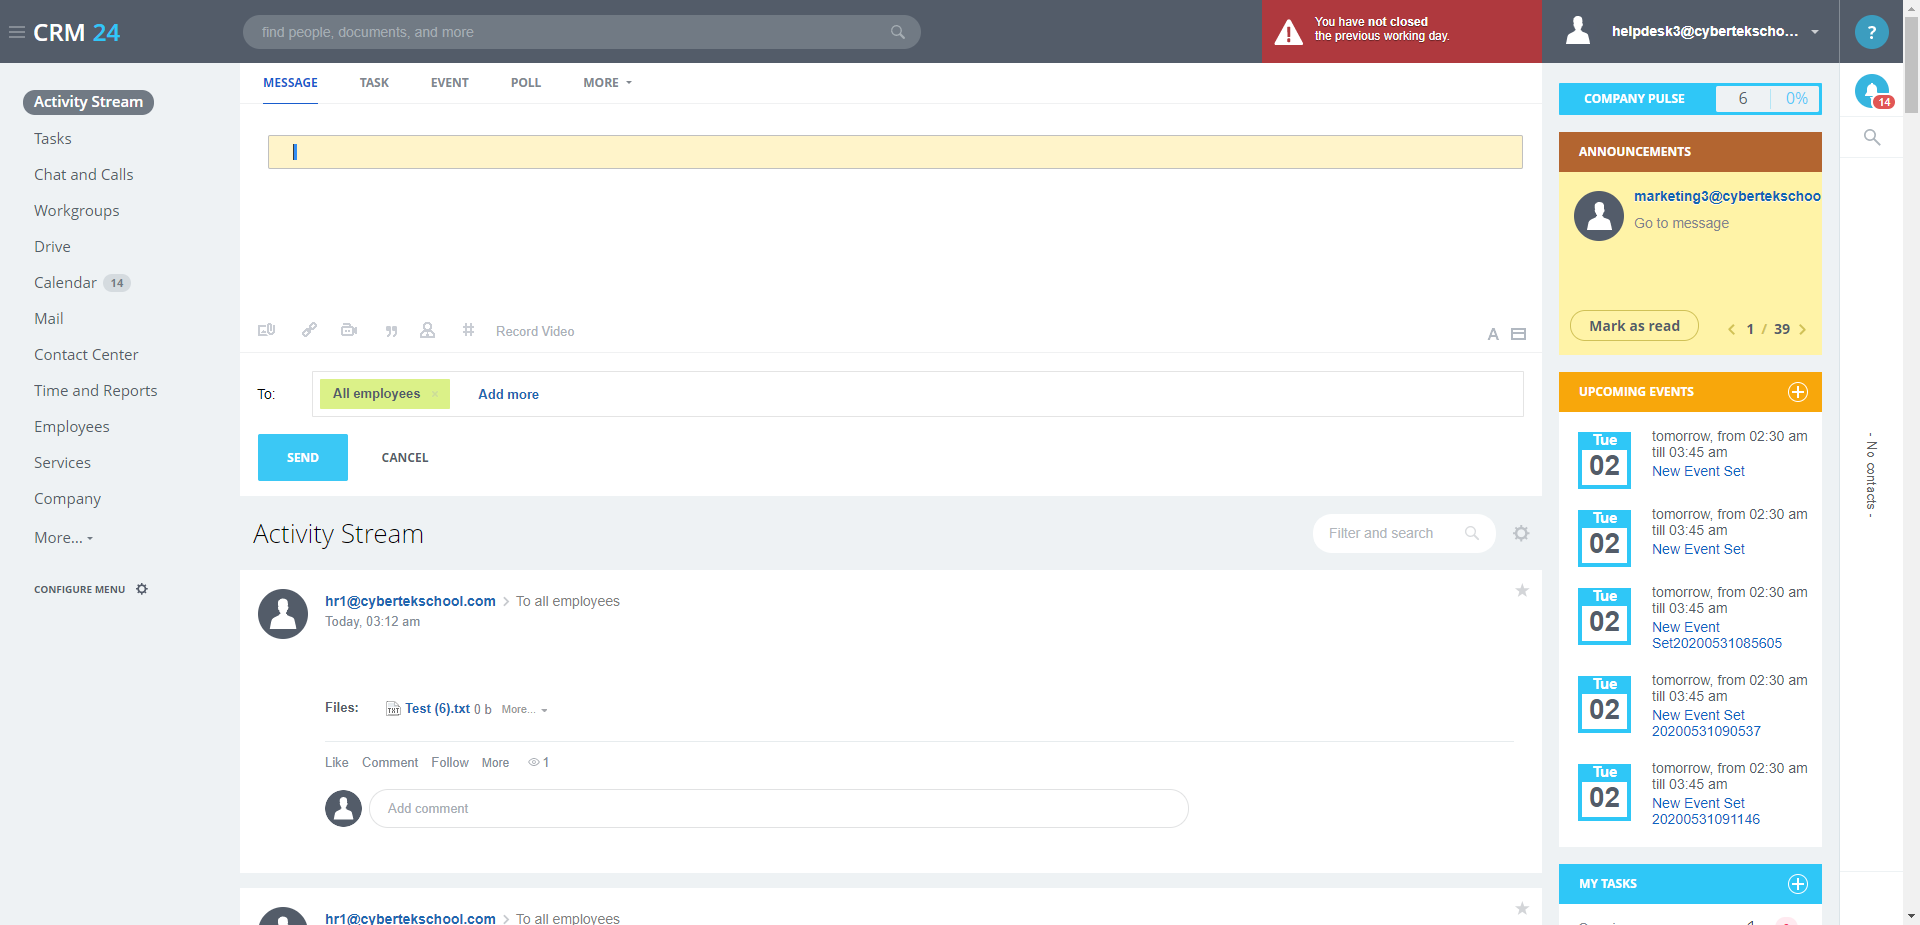 CRM 24
find people, documents, and more
You have not closed
the previous working day.
helpdesk3@cybertekscho...
?
Activity Stream
Tasks
Chat and Calls
Workgroups
Drive
Calendar 14
Mail
Contact Center
Time and Reports
Employees
Services
Company
More...
CONFIGURE MENU
MESSAGE TASK EVENT POLL MORE
Record Video
A
To: All employees × Add more
SEND CANCEL
Activity Stream
Filter and search
hr1@cybertekschool.com > To all employees
Today, 03:12 am
Files: TXT Test (6).txt 0 b More...
Like Comment Follow More 1
Add comment
hr1@cybertekschool.com > To all employees
COMPANY PULSE 6 0%
ANNOUNCEMENTS
marketing3@cybertekschoo
Go to message
Mark as read < 1 / 39 >
UPCOMING EVENTS
Tue
02
tomorrow, from 02:30 am
till 03:45 am
New Event Set
Tue
02
tomorrow, from 02:30 am
till 03:45 am
New Event Set
Tue
02
tomorrow, from 02:30 am
till 03:45 am
New Event
Set20200531085605
Tue
02
tomorrow, from 02:30 am
till 03:45 am
New Event Set
20200531090537
Tue
02
tomorrow, from 02:30 am
till 03:45 am
New Event Set
20200531091146
MY TASKS
14
- No contacts -